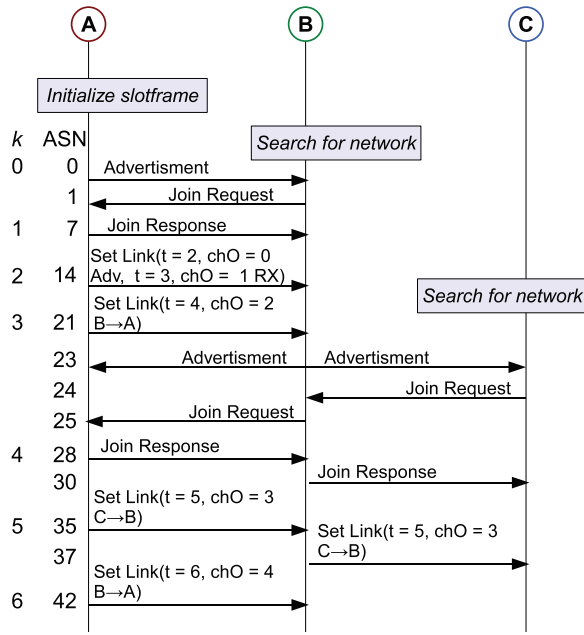 A B C
Initialize slotframe
k ASN
Search for network
0 0 Advertisment
1 Join Request
1 7 Join Response
Set Link(t = 2, chO = 0
2 14 Adv, t = 3, chO = 1 RX)
Search for network
Set Link(t = 4, chO = 2
3 21 B→A)
23 Advertisment Advertisment
24 Join Request
25 Join Request
4 28 Join Response
30 Join Response
Set Link(t = 5, chO = 3
5 35 C→B)
Set Link(t = 5, chO = 3
37 C→B)
Set Link(t = 6, chO = 4
6 42 B→A)